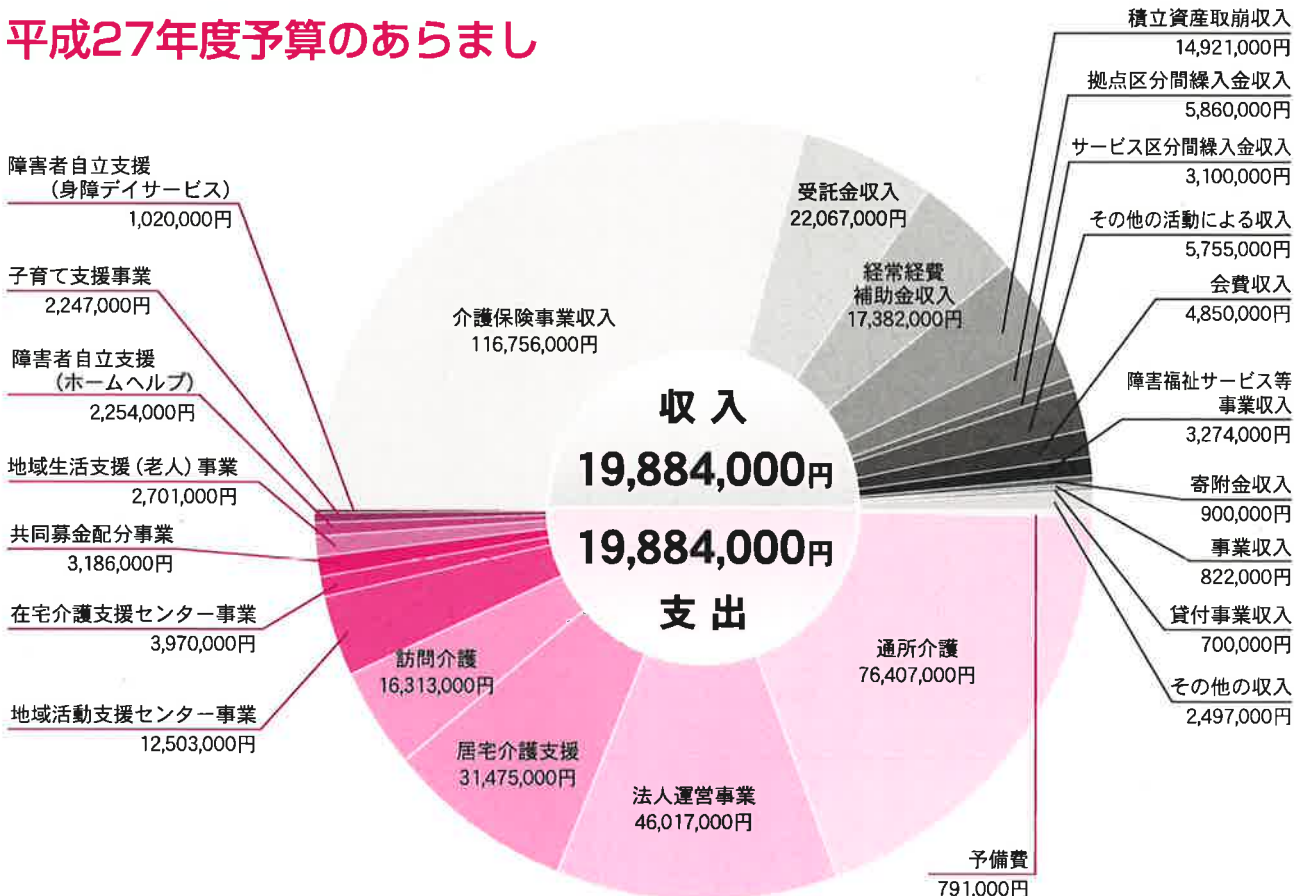 平成27年度予算のあらまし
積立資産取崩収入
14,921,000円
拠点区分間繰入金収入
5,860,000円
サービス区分間繰入金収入
3,100,000円
その他の活動による収入
5,755,000円
会費収入
4,850,000円
障害福祉サービス等
事業収入
3,274,000円
寄附金収入
900,000円
事業収入
822,000円
貸付事業収入
700,000円
その他の収入
2,497,000円
受託金収入
22,067,000円
経常経費
補助金収入
17,382,000円
介護保険事業収入
116,756,000円
収入
19,884,000円
19,884,000円
支出
障害者自立支援
(身障デイサービス)
1,020,000円
子育て支援事業
2,247,000円
障害者自立支援
(ホームヘルプ)
2,254,000円
地域生活支援(老人)事業
2,701,000円
共同募金配分事業
3,186,000円
在宅介護支援センター事業
3,970,000円
地域活動支援センター事業
12,503,000円
訪問介護
16,313,000円
居宅介護支援
31,475,000円
法人運営事業
46,017,000円
通所介護
76,407,000円
予備費
791,000円